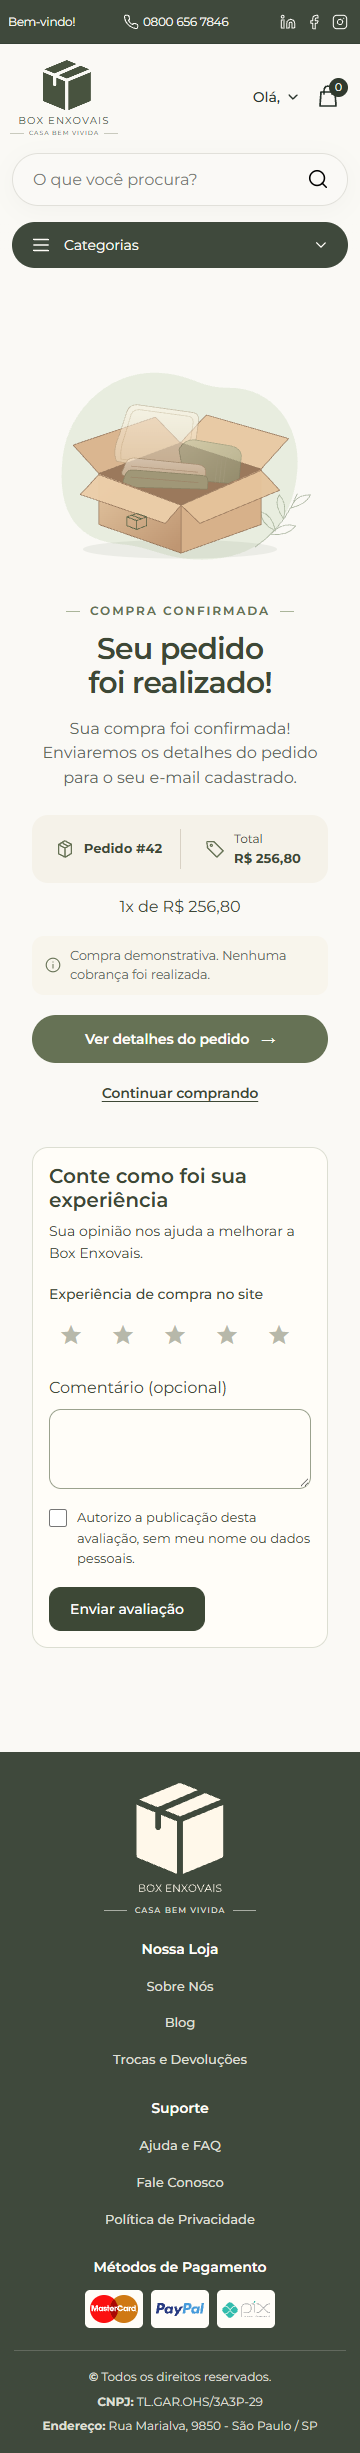 Bem-vindo!
0800 656 7846
BOX ENXOVAIS
CASA BEM VIVIDA
Olá,
0
O que você procura?
Categorias
COMPRA CONFIRMADA
Seu pedido
foi realizado!
Sua compra foi confirmada!
Enviaremos os detalhes do pedido
para o seu e-mail cadastrado.
Pedido #42
Total
R$ 256,80
1x de R$ 256,80
Compra demonstrativa. Nenhuma
cobrança foi realizada.
Ver detalhes do pedido →
Continuar comprando
Conte como foi sua
experiência
Sua opinião nos ajuda a melhorar a
Box Enxovais.
Experiência de compra no site
Comentário (opcional)
Autorizo a publicação desta
avaliação, sem meu nome ou dados
pessoais.
Enviar avaliação
BOX ENXOVAIS
CASA BEM VIVIDA
Nossa Loja
Sobre Nós
Blog
Trocas e Devoluções
Suporte
Ajuda e FAQ
Fale Conosco
Política de Privacidade
Métodos de Pagamento
MasterCard
PayPal
pix
© Todos os direitos reservados.
CNPJ: TL.GAR.OHS/3A3P-29
Endereço: Rua Marialva, 9850 - São Paulo / SP